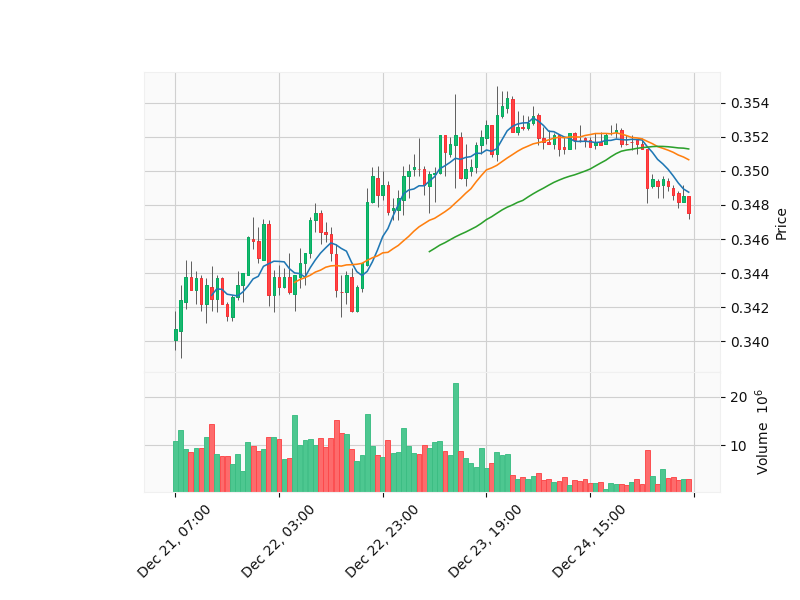 0.354
0.352
0.350
0.348
0.346
0.344
0.342
0.340
Price
20
10
Volume 10^6
Dec 21, 07:00
Dec 22, 03:00
Dec 22, 23:00
Dec 23, 19:00
Dec 24, 15:00